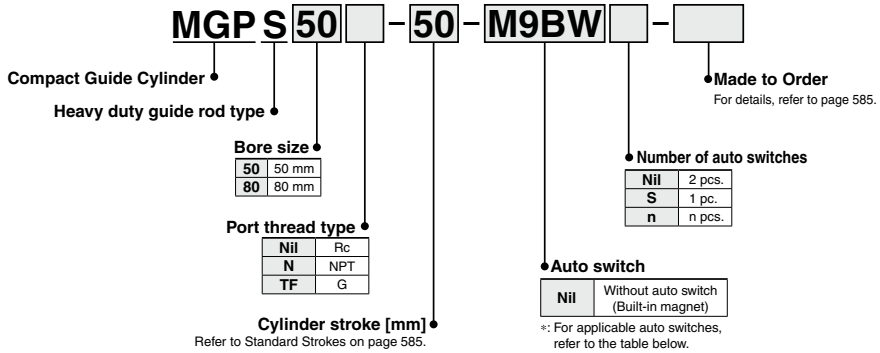 MGP S 50 – 50 – M9BW –
Compact Guide Cylinder
Heavy duty guide rod type
Bore size
50 50 mm
80 80 mm
Port thread type
Nil Rc
N NPT
TF G
Cylinder stroke [mm]
Refer to Standard Strokes on page 585.
Made to Order
For details, refer to page 585.
Number of auto switches
Nil 2 pcs.
S 1 pc.
n n pcs.
Auto switch
Nil Without auto switch
(Built-in magnet)
∗: For applicable auto switches,
refer to the table below.